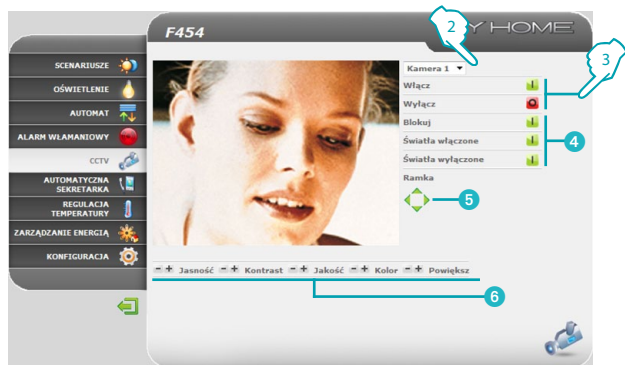 F454
MY HOME
2
3
SCENARIUSZE
OŚWIETLENIE
AUTOMAT
ALARM WŁAMANIOWY
CCTV
AUTOMATYCZNA
SEKRETARKA
REGULACJA
TEMPERATURY
ZARZĄDZANIE ENERGIĄ
KONFIGURACJA
Kamera 1
Włącz
Wyłącz
Blokuj
Światła włączone
Światła wyłączone
4
Ramka
5
Jasność Kontrast Jakość Kolor Powiększ
6